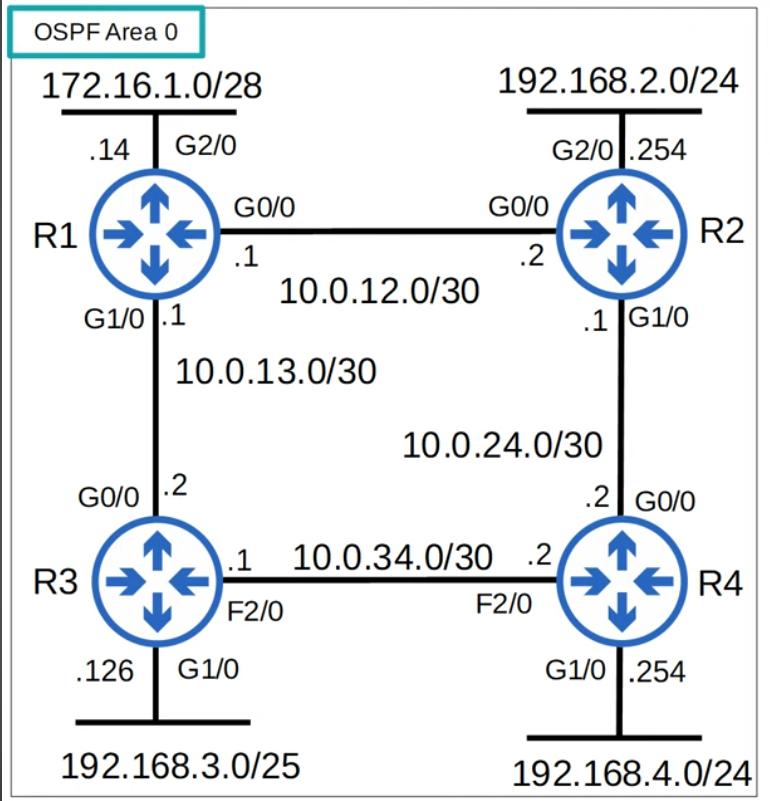 OSPF Area 0
172.16.1.0/28
192.168.2.0/24
.14
G2/0
G2/0
.254
R1
G0/0
G0/0
R2
.1
.2
10.0.12.0/30
G1/0
.1
.1
G1/0
10.0.13.0/30
10.0.24.0/30
G0/0
.2
.2
G0/0
R3
.1
10.0.34.0/30
.2
R4
F2/0
F2/0
.126
G1/0
G1/0
.254
192.168.3.0/25
192.168.4.0/24